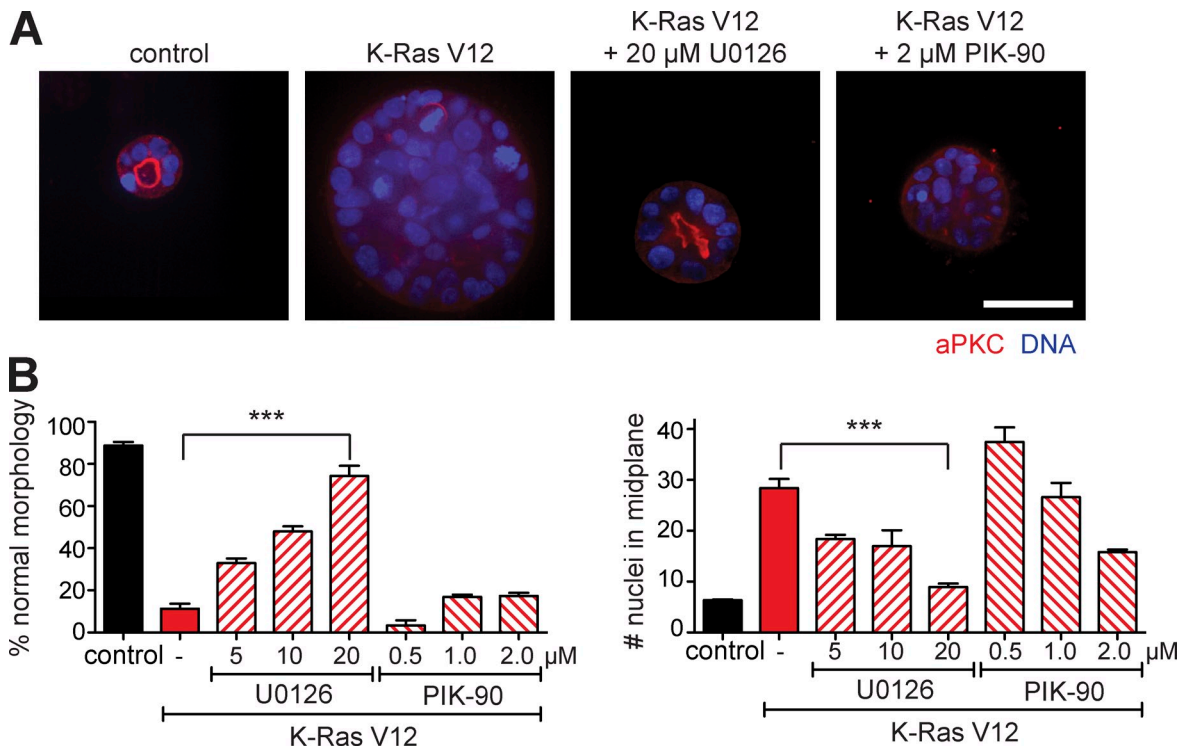 A
control
K-Ras V12
K-Ras V12
+ 20 µM U0126
K-Ras V12
+ 2 µM PIK-90
aPKC DNA
B
% normal morphology
100
80
60
40
20
0
***
control - 5 10 20 0.5 1.0 2.0 µM
U0126 PIK-90
K-Ras V12
# nuclei in midplane
40
30
20
10
0
***
control - 5 10 20 0.5 1.0 2.0 µM
U0126 PIK-90
K-Ras V12